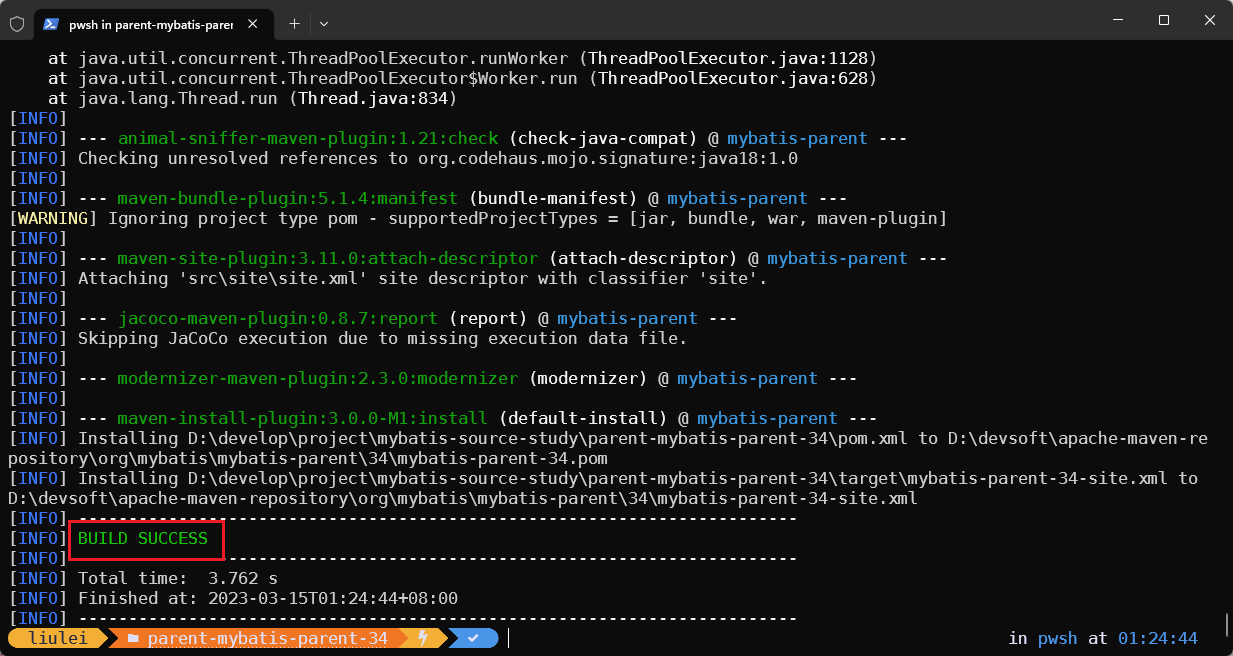 pwsh in parent-mybatis-parer
at java.util.concurrent.ThreadPoolExecutor.runWorker (ThreadPoolExecutor.java:1128)
at java.util.concurrent.ThreadPoolExecutor$Worker.run (ThreadPoolExecutor.java:628)
at java.lang.Thread.run (Thread.java:834)
[INFO]
[INFO] --- animal-sniffer-maven-plugin:1.21:check (check-java-compat) @ mybatis-parent ---
[INFO] Checking unresolved references to org.codehaus.mojo.signature:java18:1.0
[INFO]
[INFO] --- maven-bundle-plugin:5.1.4:manifest (bundle-manifest) @ mybatis-parent ---
[WARNING] Ignoring project type pom - supportedProjectTypes = [jar, bundle, war, maven-plugin]
[INFO]
[INFO] --- maven-site-plugin:3.11.0:attach-descriptor (attach-descriptor) @ mybatis-parent ---
[INFO] Attaching 'src\site\site.xml' site descriptor with classifier 'site'.
[INFO]
[INFO] --- jacoco-maven-plugin:0.8.7:report (report) @ mybatis-parent ---
[INFO] Skipping JaCoCo execution due to missing execution data file.
[INFO]
[INFO] --- modernizer-maven-plugin:2.3.0:modernizer (modernizer) @ mybatis-parent ---
[INFO]
[INFO] --- maven-install-plugin:3.0.0-M1:install (default-install) @ mybatis-parent ---
[INFO] Installing D:\develop\project\mybatis-source-study\parent-mybatis-parent-34\pom.xml to D:\devsoft\apache-maven-re
pository\org\mybatis\mybatis-parent\34\mybatis-parent-34.pom
[INFO] Installing D:\develop\project\mybatis-source-study\parent-mybatis-parent-34\target\mybatis-parent-34-site.xml to
D:\devsoft\apache-maven-repository\org\mybatis\mybatis-parent\34\mybatis-parent-34-site.xml
[INFO] ------------------------------------------------------------------------
[INFO] BUILD SUCCESS
[INFO] ------------------------------------------------------------------------
[INFO] Total time:  3.762 s
[INFO] Finished at: 2023-03-15T01:24:44+08:00
[INFO] ------------------------------------------------------------------------
liulei parent-mybatis-parent-34 in pwsh at 01:24:44